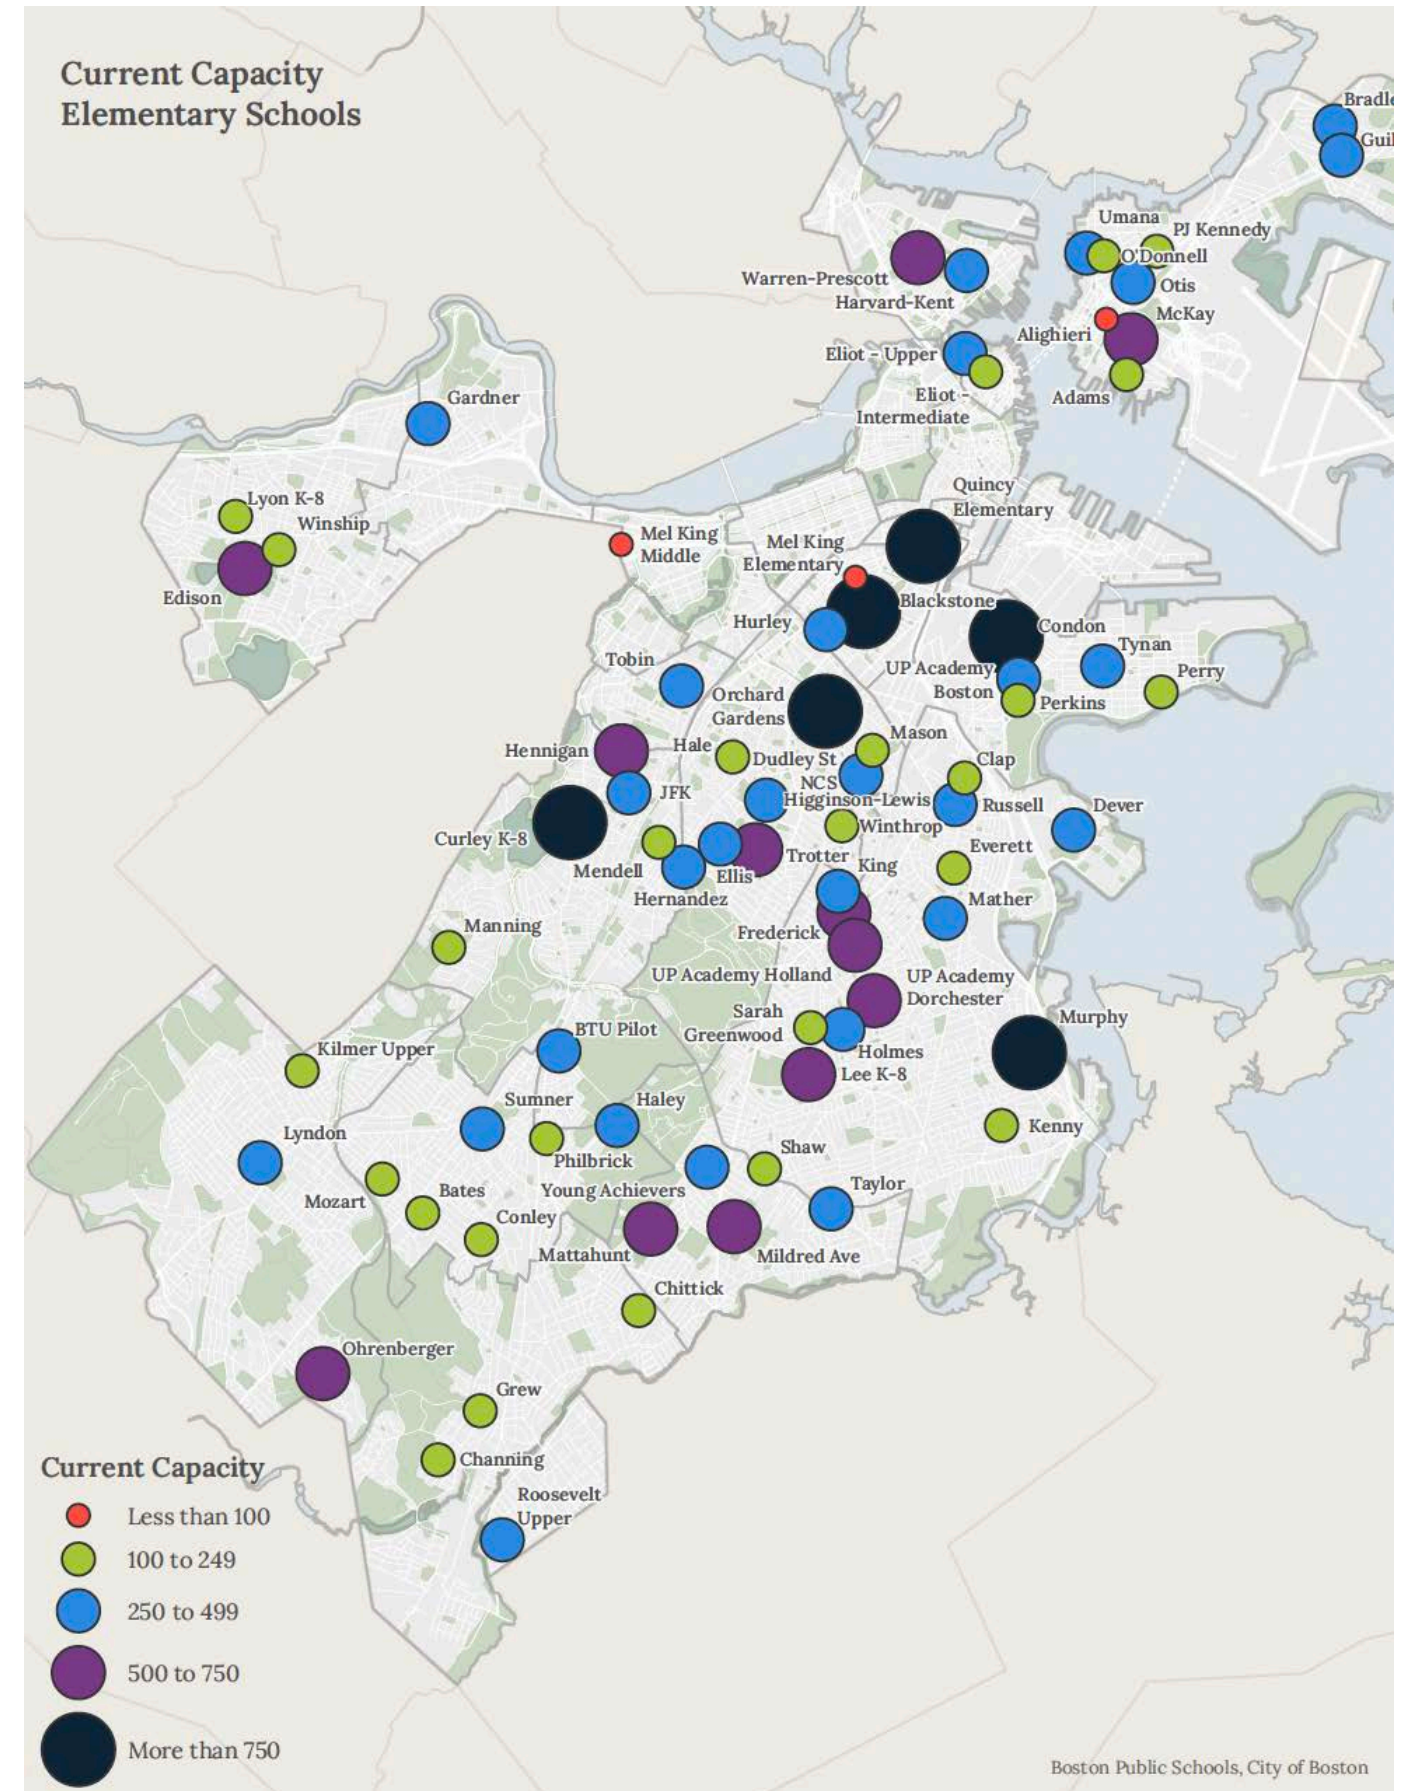 Current Capacity
Elementary Schools
Bradle
Guil
Umana
PJ Kennedy
O'Donnell
Otis
Warren-Prescott
Harvard-Kent
McKay
Alighieri
Eliot - Upper
Eliot -
Intermediate
Adams
Gardner
Lyon K-8
Winship
Edison
Quincy
Elementary
Mel King
Middle
Mel King
Elementary
Blackstone
Hurley
Condon
Tynan
Tobin
UP Academy
Boston
Perry
Perkins
Orchard
Gardens
Mason
Hennigan
Hale
Dudley St
NCS
Clap
JFK
Higginson-Lewis
Russell
Dever
Curley K-8
Winthrop
Everett
Mendell
Trotter
King
Ellis
Hernandez
Mather
Manning
Frederick
UP Academy Holland
UP Academy
Dorchester
Sarah
Greenwood
Murphy
BTU Pilot
Holmes
Kilmer Upper
Lee K-8
Sumner
Haley
Kenny
Lyndon
Philbrick
Shaw
Mozart
Bates
Young Achievers
Taylor
Conley
Mattahunt
Mildred Ave
Chittick
Ohrenberger
Grew
Channing
Roosevelt
Upper
Current Capacity
Less than 100
100 to 249
250 to 499
500 to 750
More than 750
Boston Public Schools, City of Boston